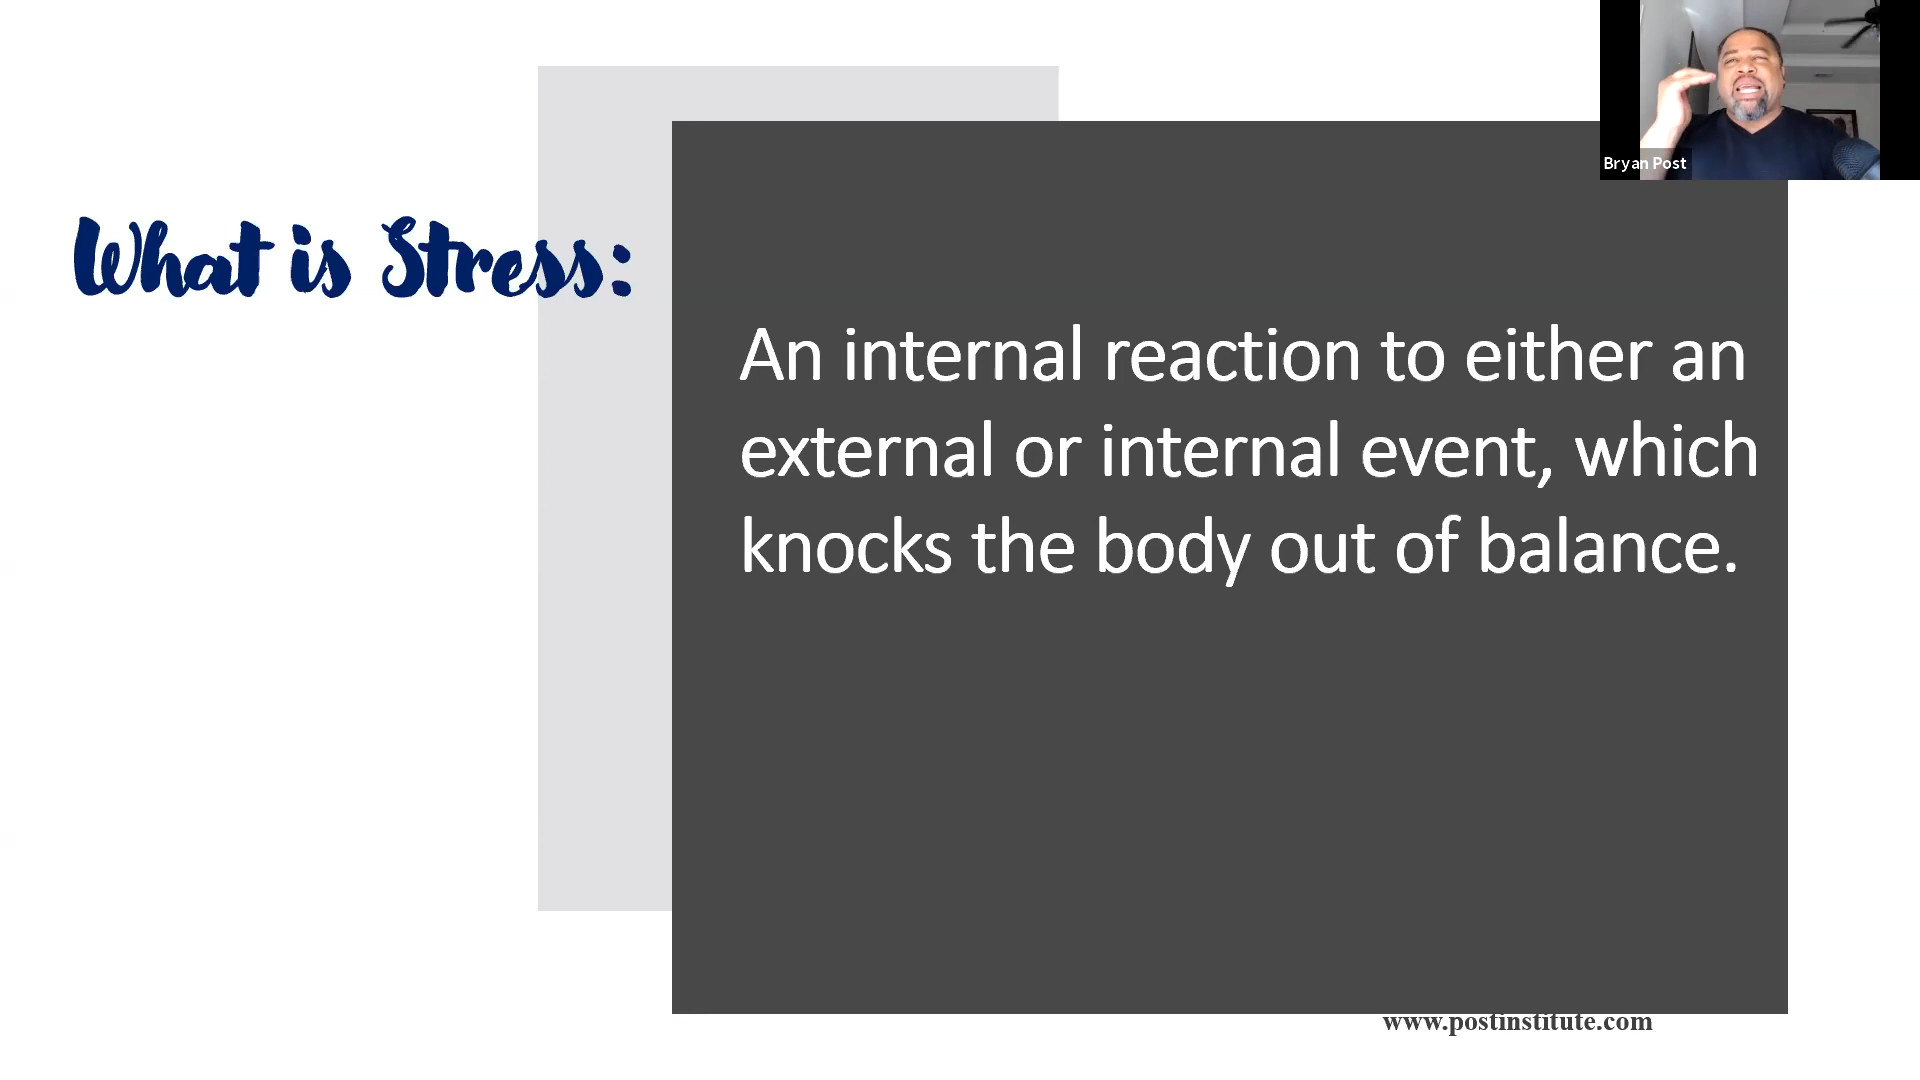 Bryan Post
What is Stress:
An internal reaction to either an
external or internal event, which
knocks the body out of balance.
www.postinstitute.com